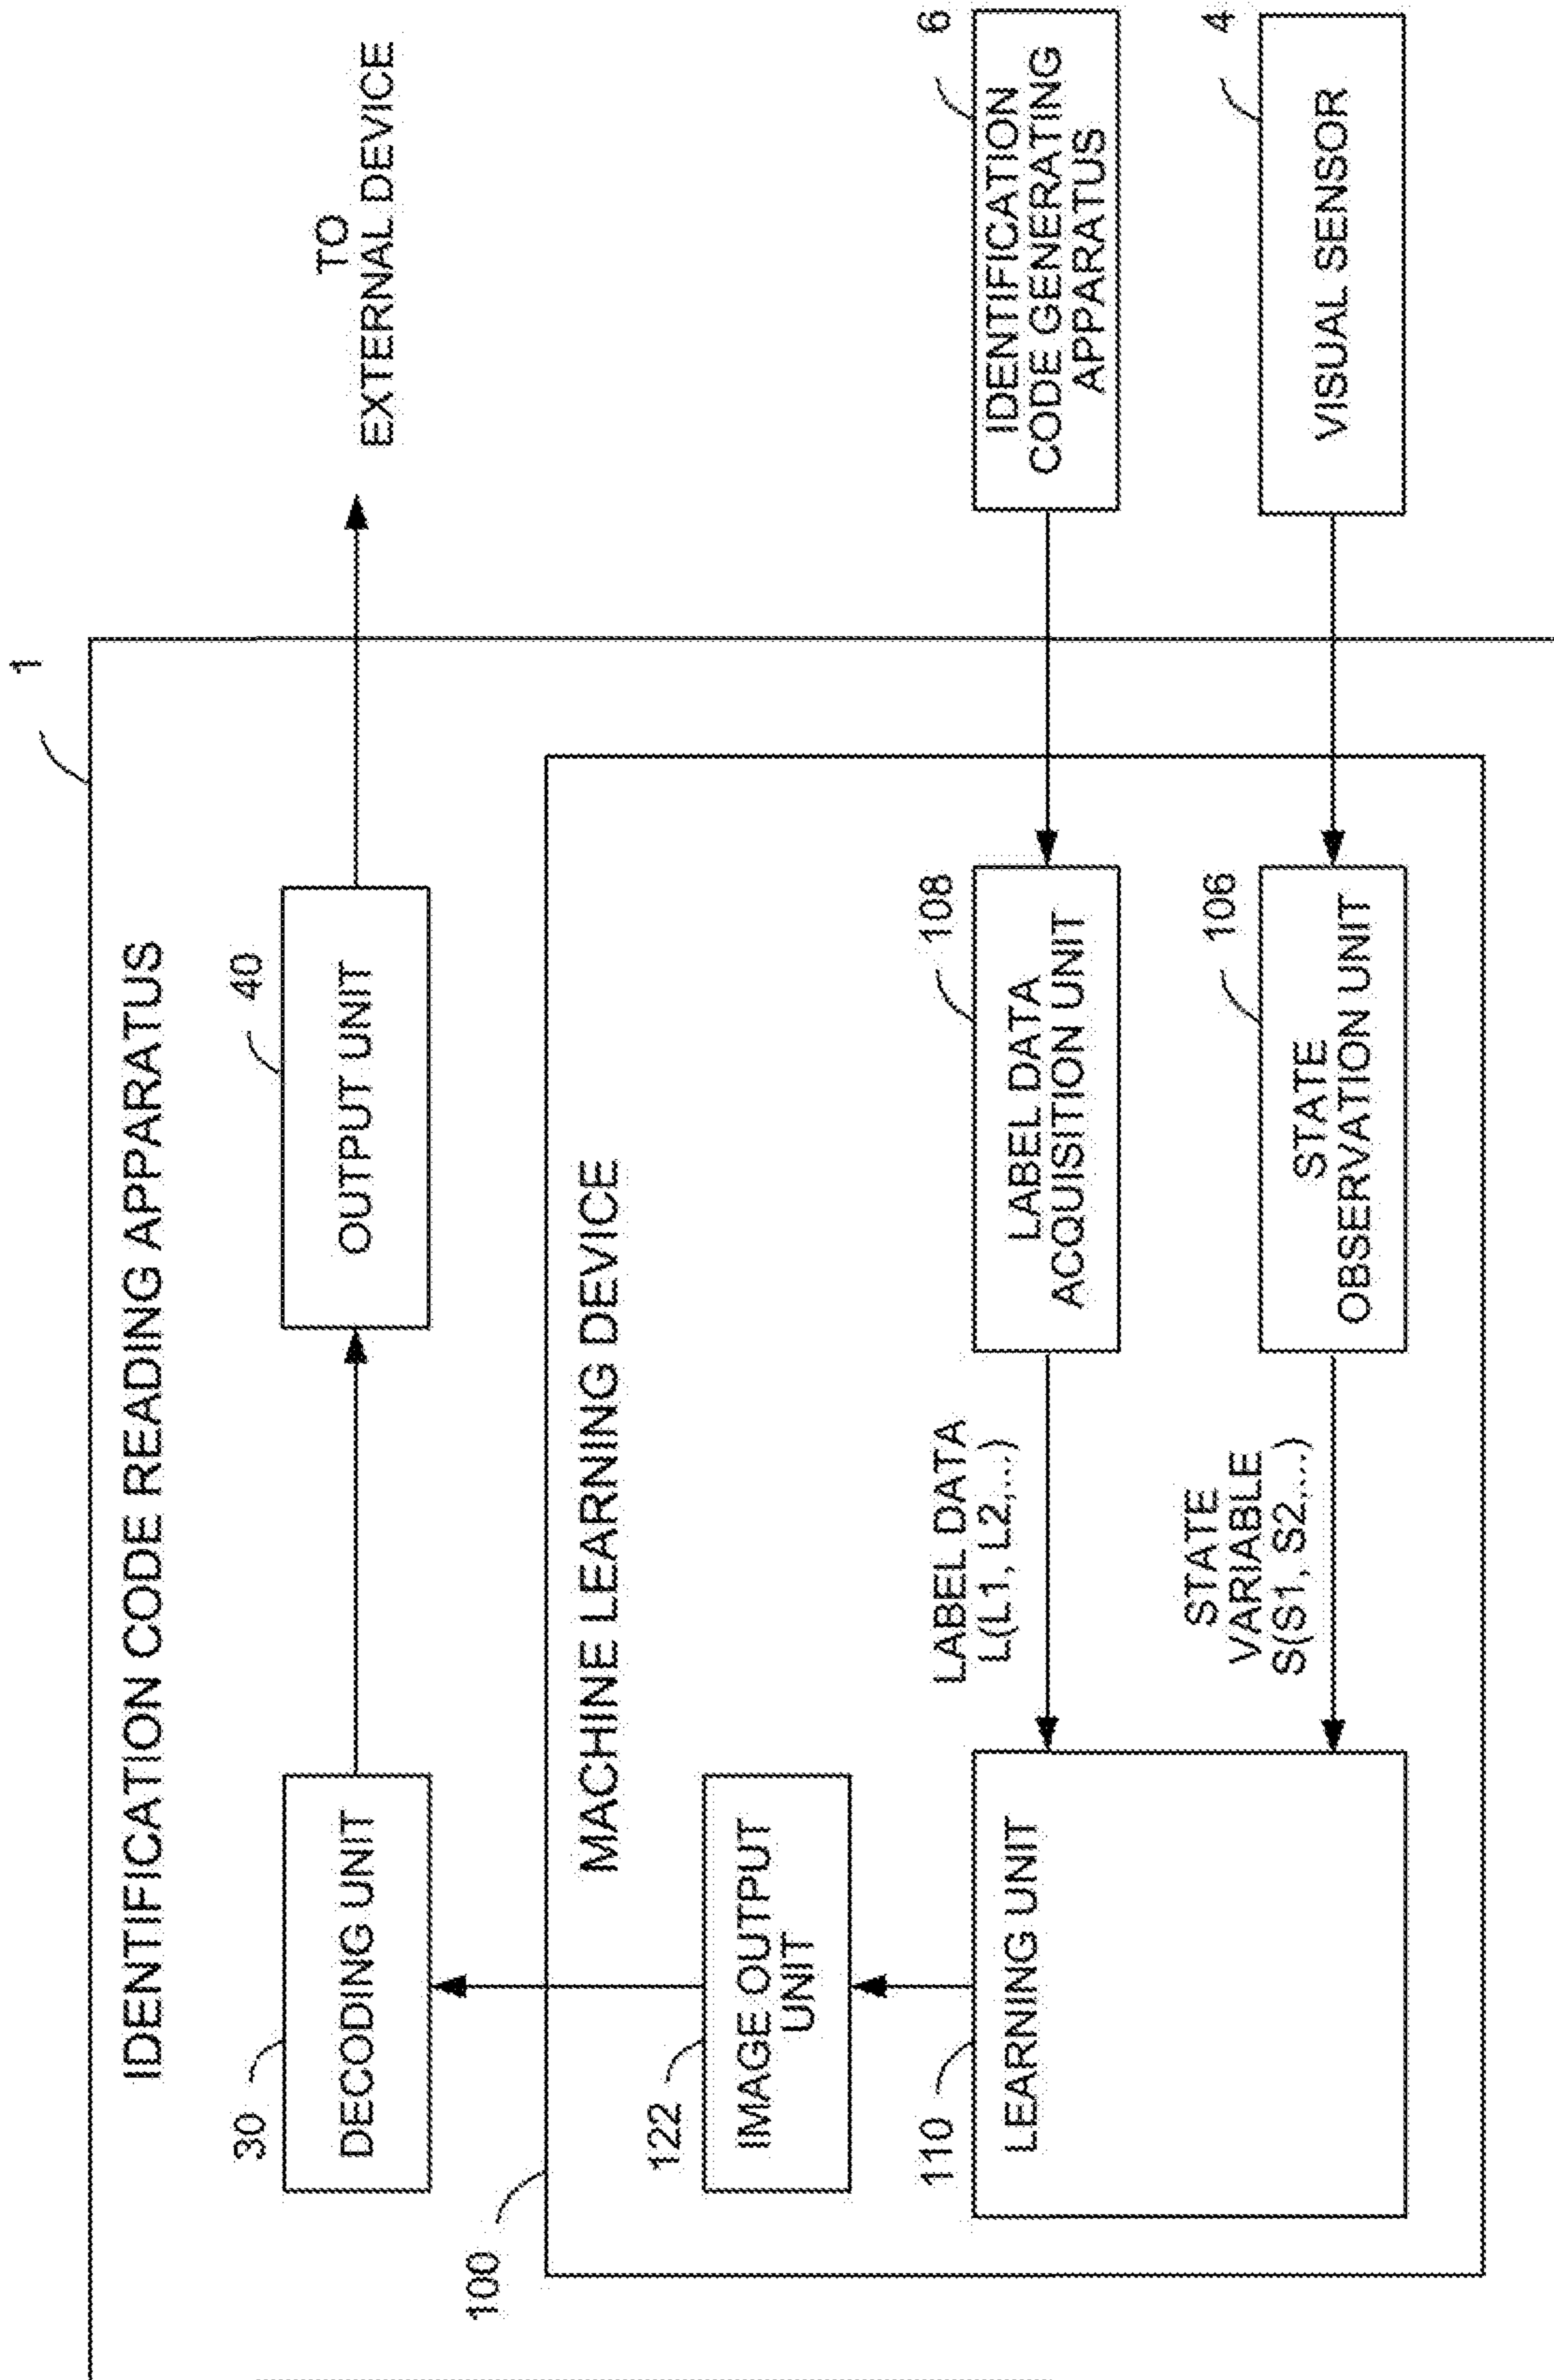 1
IDENTIFICATION CODE READING APPARATUS
30
DECODING UNIT
40
OUTPUT UNIT
TO
EXTERNAL DEVICE
100
MACHINE LEARNING DEVICE
122
IMAGE OUTPUT
UNIT
110
LEARNING UNIT
LABEL DATA
L(L1, L2,...)
108
LABEL DATA
ACQUISITION UNIT
6
IDENTIFICATION
CODE GENERATING
APPARATUS
STATE
VARIABLE
S(S1, S2,...)
106
STATE
OBSERVATION UNIT
4
VISUAL SENSOR